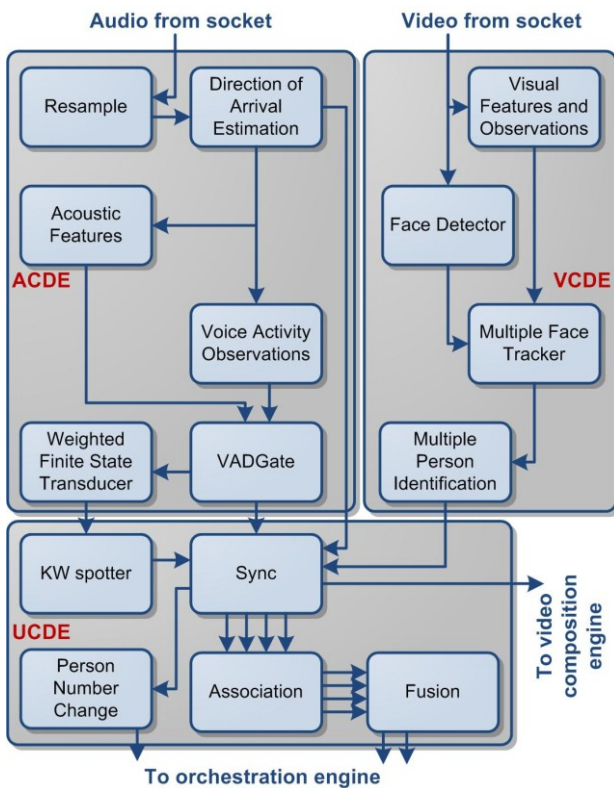 Audio from socket
Video from socket
Resample
Direction of
Arrival
Estimation
Visual
Features and
Observations
Acoustic
Features
Face Detector
ACDE
VCDE
Voice Activity
Observations
Multiple Face
Tracker
Weighted
Finite State
Transducer
VADGate
Multiple
Person
Identification
KW spotter
Sync
UCDE
To video
composition
engine
Person
Number
Change
Association
Fusion
To orchestration engine